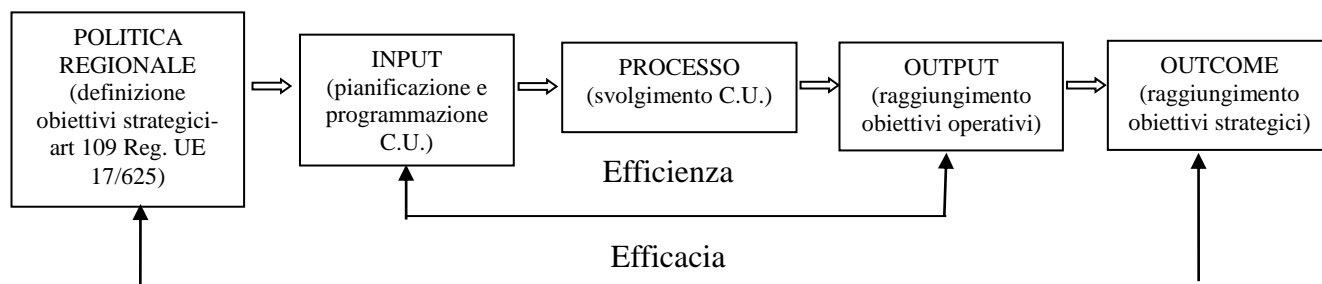 POLITICA
REGIONALE
(definizione
obiettivi strategici-
art 109 Reg. UE
17/625)
INPUT
(pianificazione e
programmazione
C.U.)
PROCESSO
(svolgimento C.U.)
OUTPUT
(raggiungimento
obiettivi operativi)
OUTCOME
(raggiungimento
obiettivi strategici)
Efficienza
Efficacia